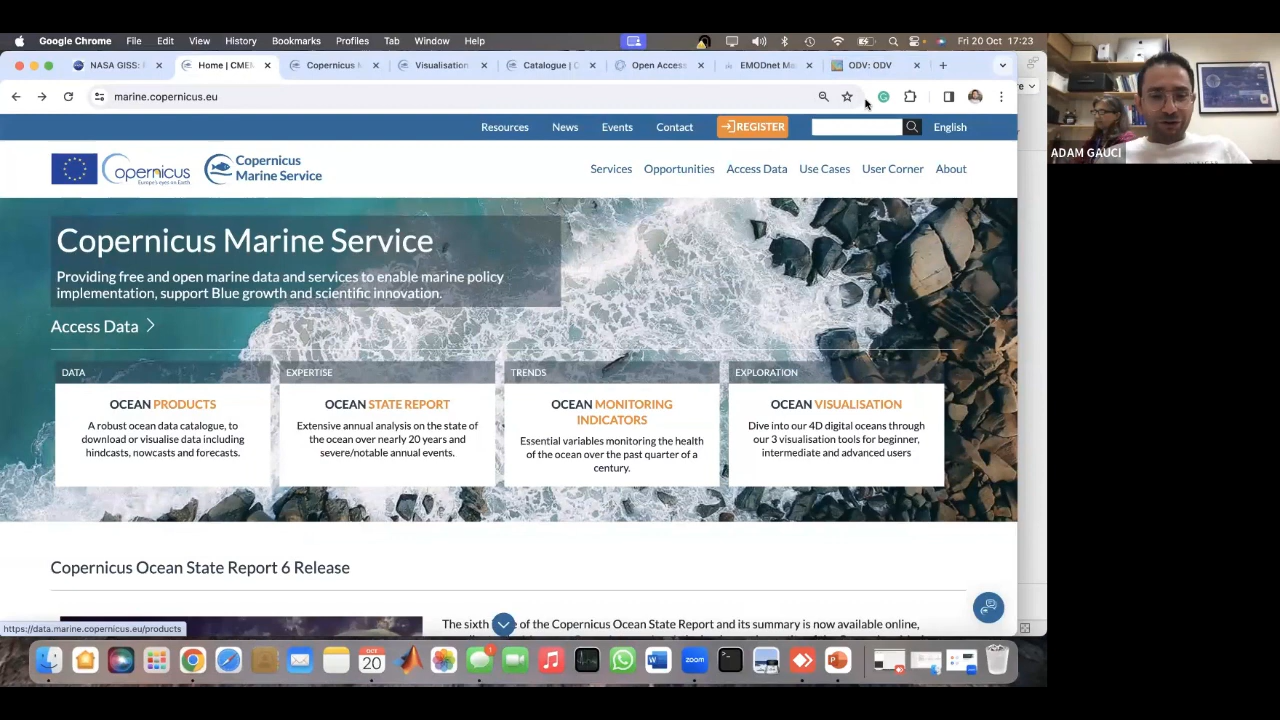 Google Chrome File Edit View History Bookmarks Profiles Tab Window Help Fri 20 Oct 17:23
NASA GISS: Home | CMEM Copernicus M Visualisation Catalogue | C Open Access EMODnet Ma ODV: ODV
marine.copernicus.eu
Resources News Events Contact REGISTER English
opernicus
Europe's eyes on Earth
Copernicus
Marine Service
Services Opportunities Access Data Use Cases User Corner About
Copernicus Marine Service
Providing free and open marine data and services to enable marine policy
implementation, support Blue growth and scientific innovation.
Access Data
DATA
OCEAN PRODUCTS
A robust ocean data catalogue, to
download or visualise data including
hindcasts, nowcasts and forecasts.
EXPERTISE
OCEAN STATE REPORT
Extensive annual analysis on the state of
the ocean over nearly 20 years and
severe/notable annual events.
TRENDS
OCEAN MONITORING
INDICATORS
Essential variables monitoring the health
of the ocean over the past quarter of a
century.
EXPLORATION
OCEAN VISUALISATION
Dive into our 4D digital oceans through
our 3 visualisation tools for beginner,
intermediate and advanced users
Copernicus Ocean State Report 6 Release
The sixth of the Copernicus Ocean State Report and its summary is now available online,
https://data.marine.copernicus.eu/products
OCT
20
1
zoom
ADAM GAUCI